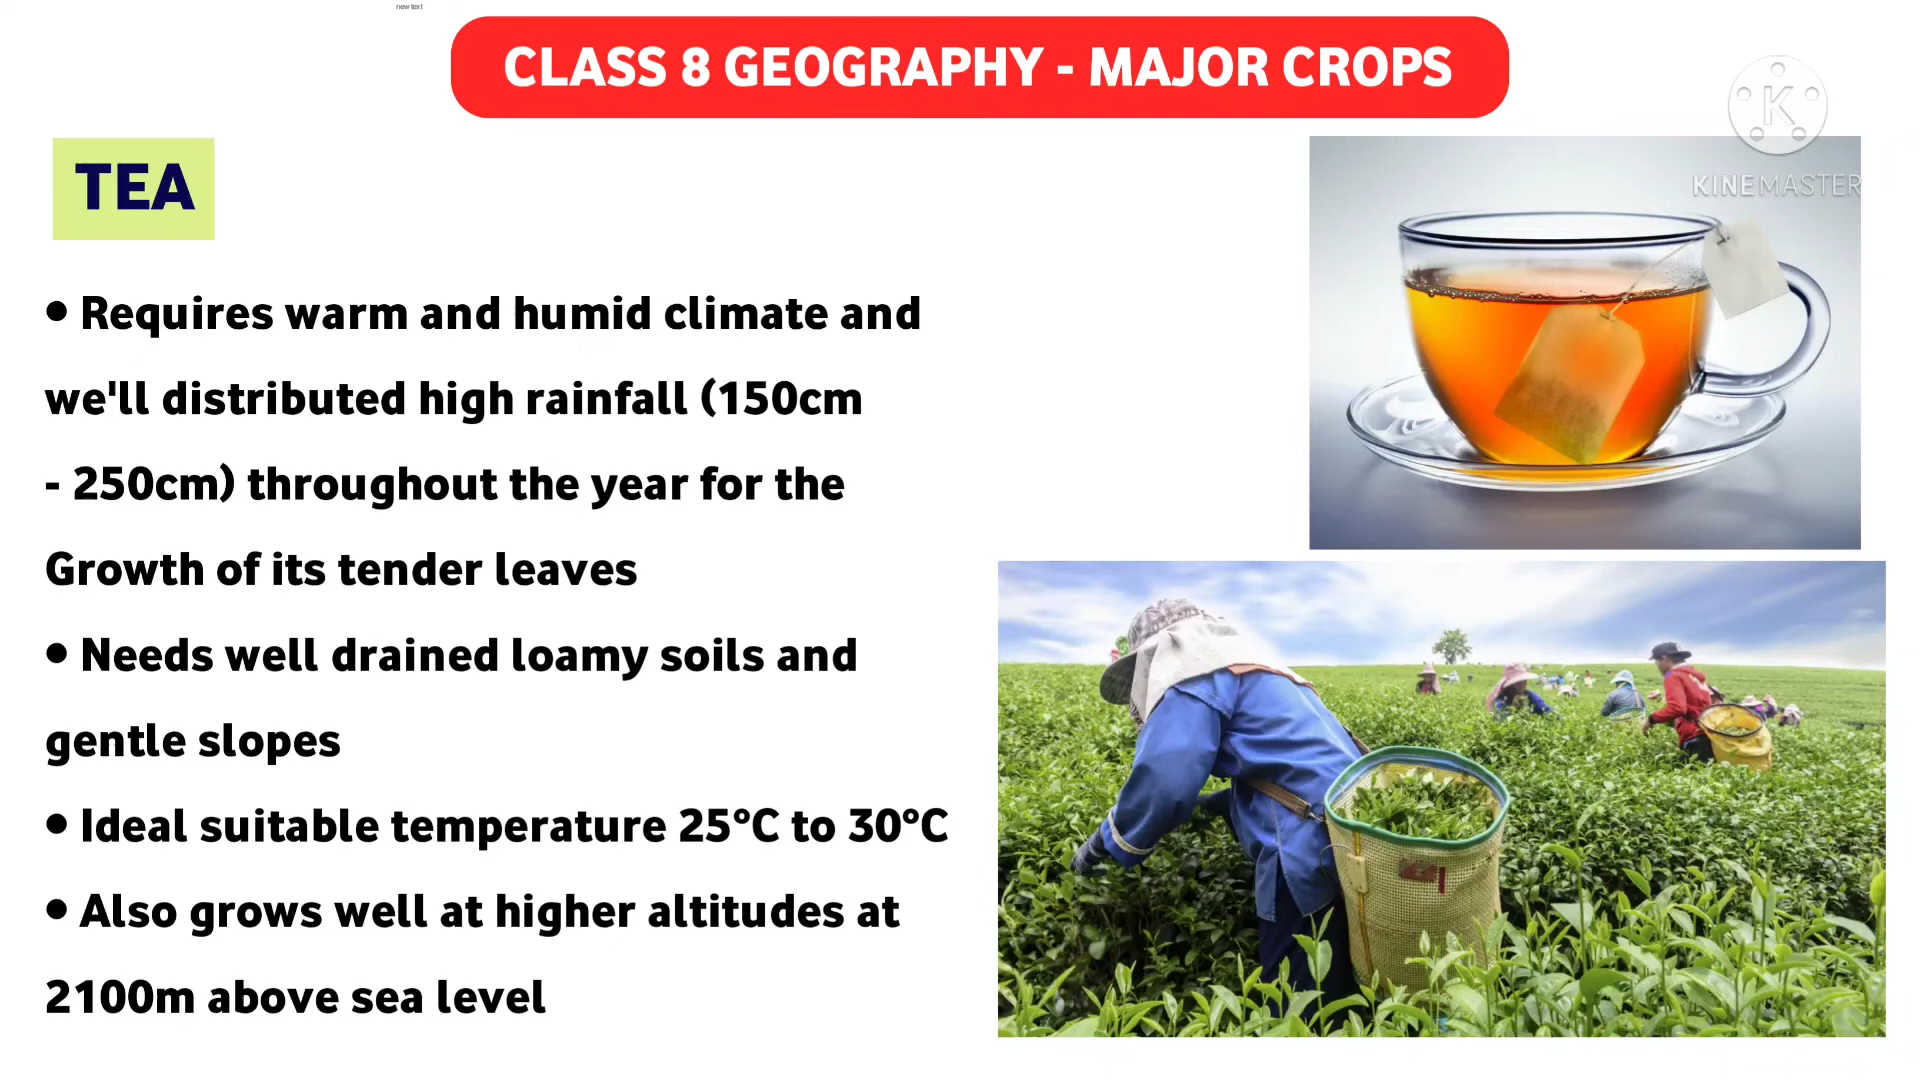 new text
CLASS 8 GEOGRAPHY - MAJOR CROPS
K
KINEMASTER
TEA
• Requires warm and humid climate and
we'll distributed high rainfall (150cm
- 250cm) throughout the year for the
Growth of its tender leaves
• Needs well drained loamy soils and
gentle slopes
• Ideal suitable temperature 25°C to 30°C
• Also grows well at higher altitudes at
2100m above sea level